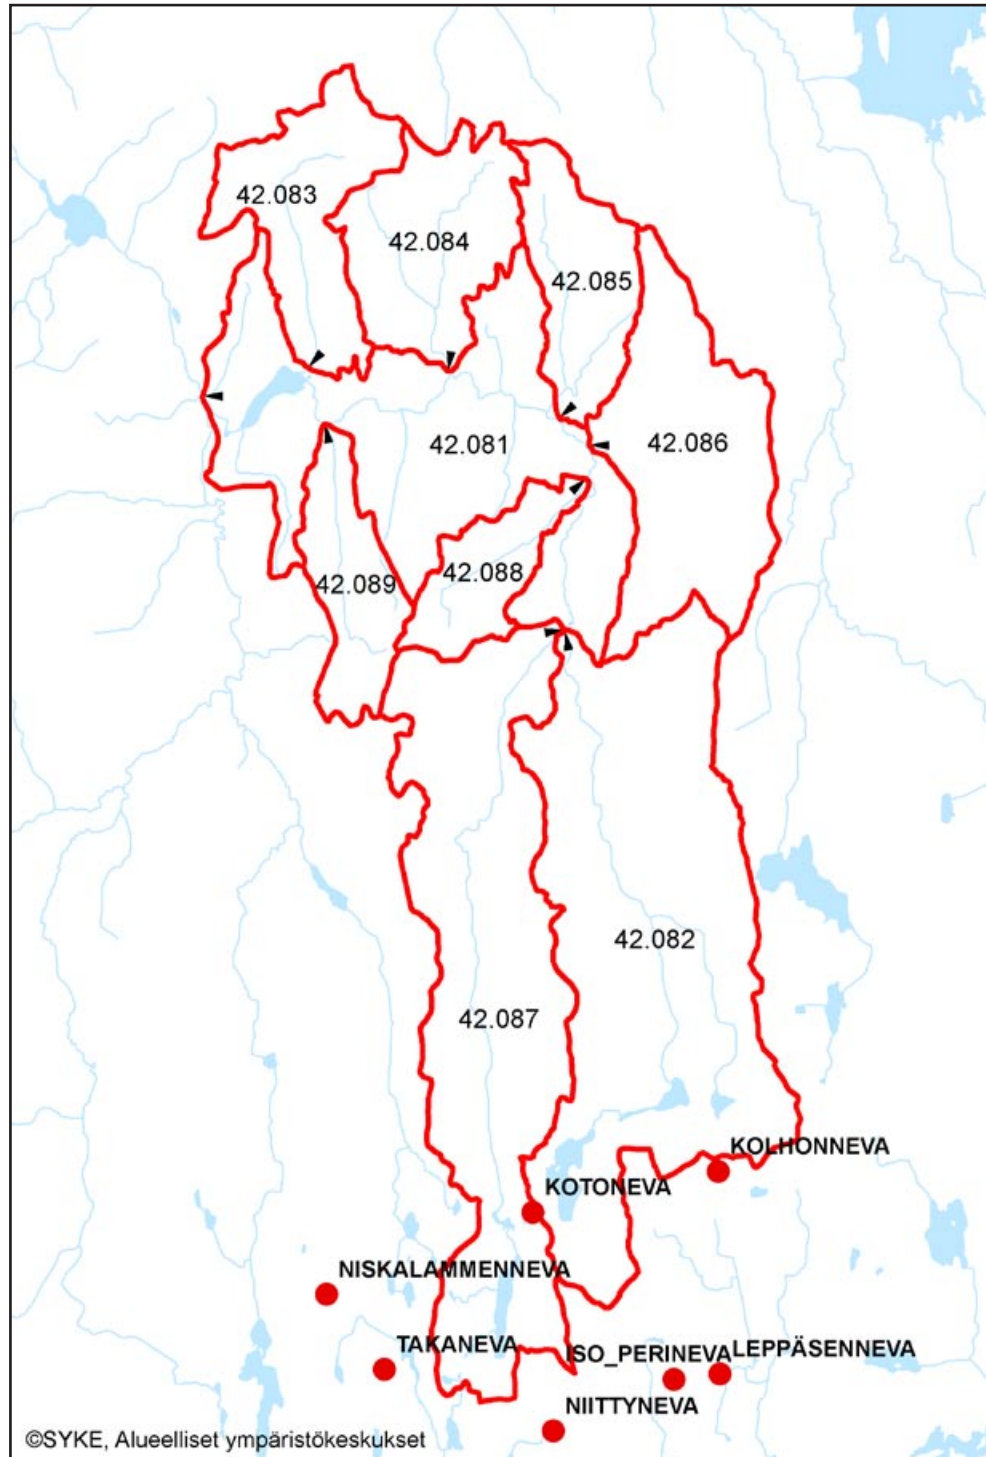 42.083
42.084
42.085
42.081
42.086
42.088
42.089
42.082
42.087
KOLHONNEVA
KOTONEVA
NISKALAMMENNEVA
TAKANEVA
ISO_PERINEVA
LEPPÄSENNEVA
NIITTYNEVA
©SYKE, Alueelliset ympäristökeskukset